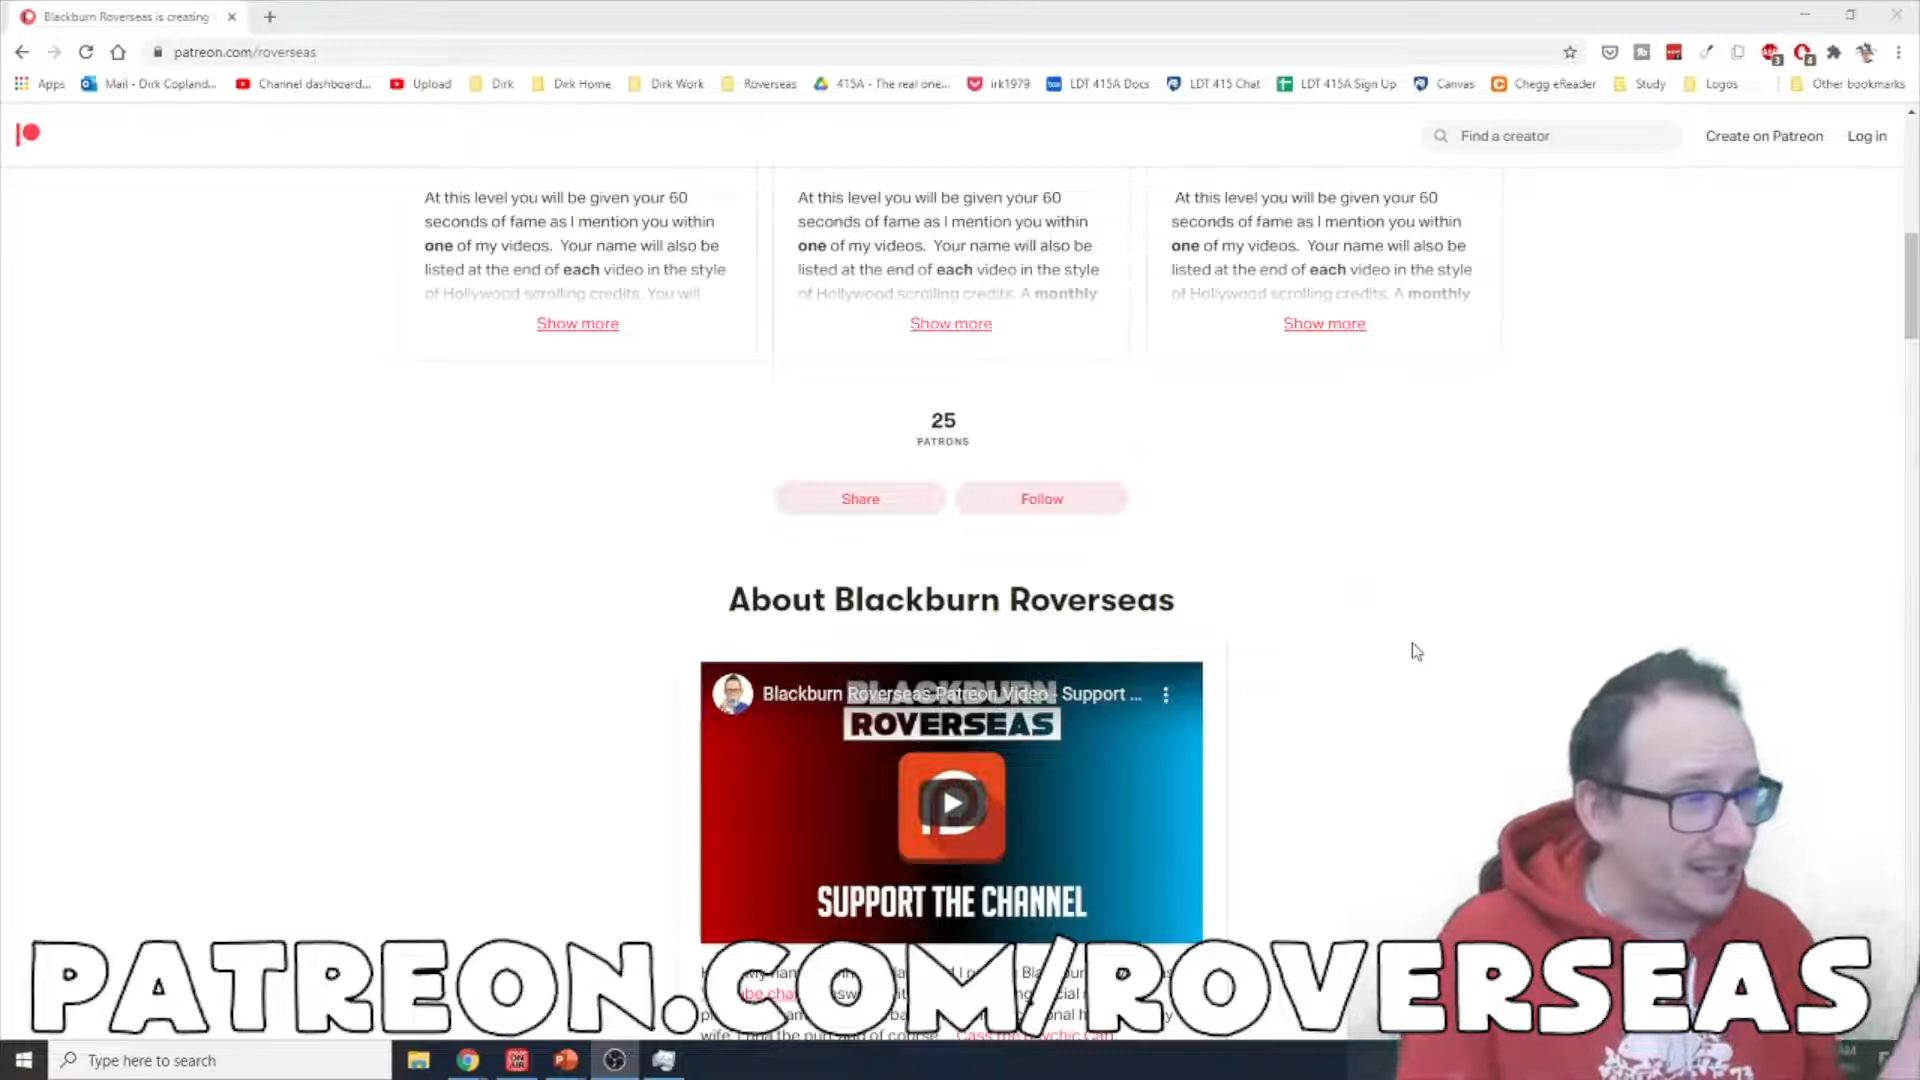 Blackburn Roverseas is creating
patreon.com/roverseas
Apps
Mail - Dirk Copland...
Channel dashboard...
Upload
Dirk
Dirk Home
Dirk Work
Roverseas
415A - The real one...
irk1979
LDT 415A Docs
LDT 415 Chat
LDT 415A Sign Up
Canvas
Chegg eReader
Study
Logos
Other bookmarks
Find a creator
Create on Patreon
Log in
At this level you will be given your 60
seconds of fame as I mention you within
one of my videos. Your name will also be
listed at the end of each video in the style
of Hollywood scrolling credits. You will
Show more
At this level you will be given your 60
seconds of fame as I mention you within
one of my videos. Your name will also be
listed at the end of each video in the style
of Hollywood scrolling credits. A monthly
Show more
At this level you will be given your 60
seconds of fame as I mention you within
one of my videos. Your name will also be
listed at the end of each video in the style
of Hollywood scrolling credits. A monthly
Show more
25
PATRONS
Share
Follow
About Blackburn Roverseas
Blackburn Roverseas Patreon Video - Support ...
BLACKBURN
ROVERSEAS
SUPPORT THE CHANNEL
PATREON.COM/ROVERSEAS
Type here to search
ON
AIR